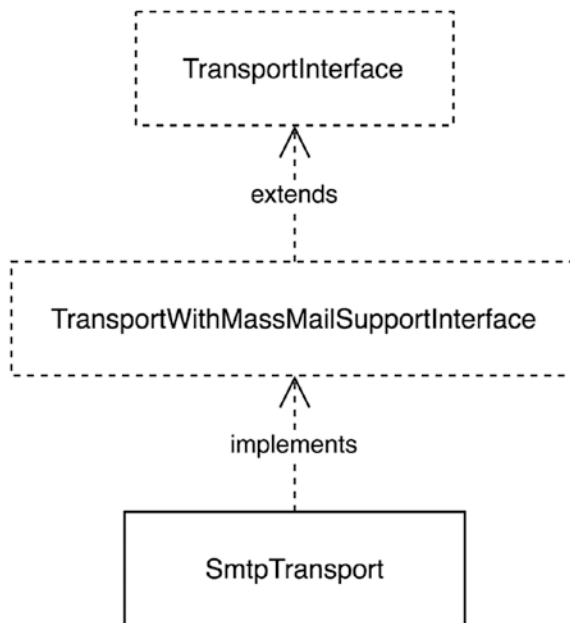 TransportInterface
extends
TransportWithMassMailSupportInterface
implements
SmtpTransport